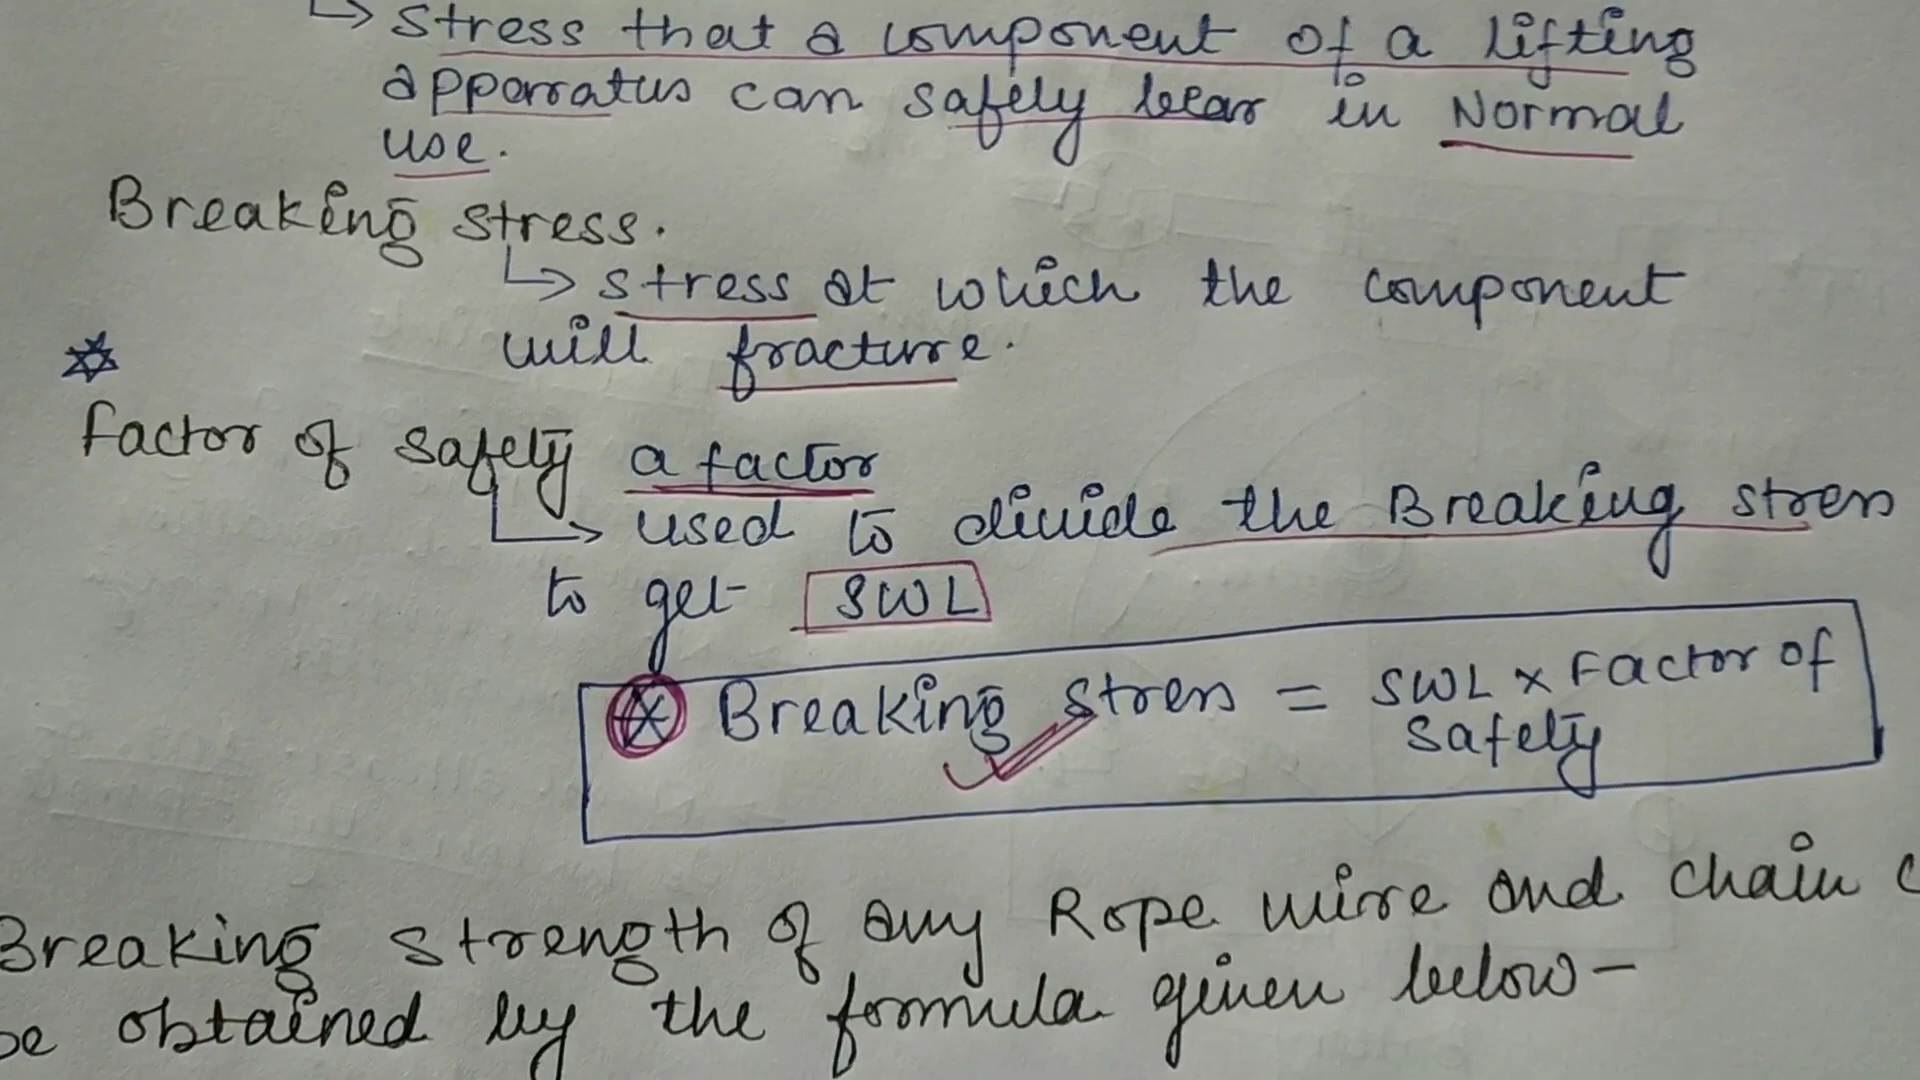 ↳ stress that a component of a lifting
apparatus can safely bear in Normal
use.
Breaking stress.
↳ stress at which the component
will fracture.
Factor of safety a factor
↳ used to divide the Breaking stress
to get SWL
Breaking stress = SWL x Factor of
safety
Breaking strength of any Rope wire and chain
be obtained by the formula given below-